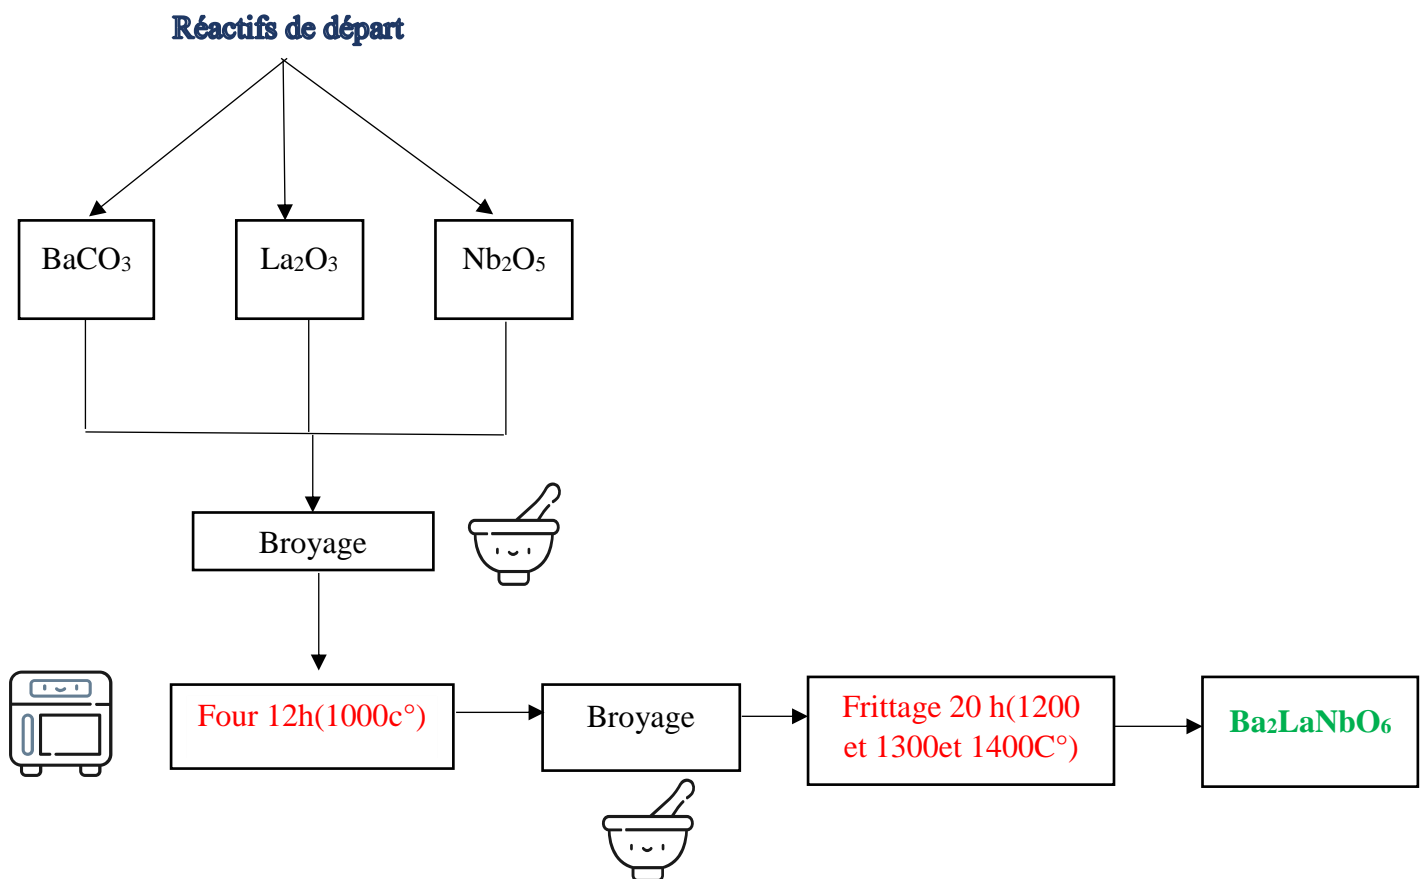 Réactifs de départ
BaCO₃
La₂O₃
Nb₂O₅
Broyage
Four 12h(1000c°)
Broyage
Frittage 20 h(1200
et 1300et 1400C°)
Ba₂LaNbO₆